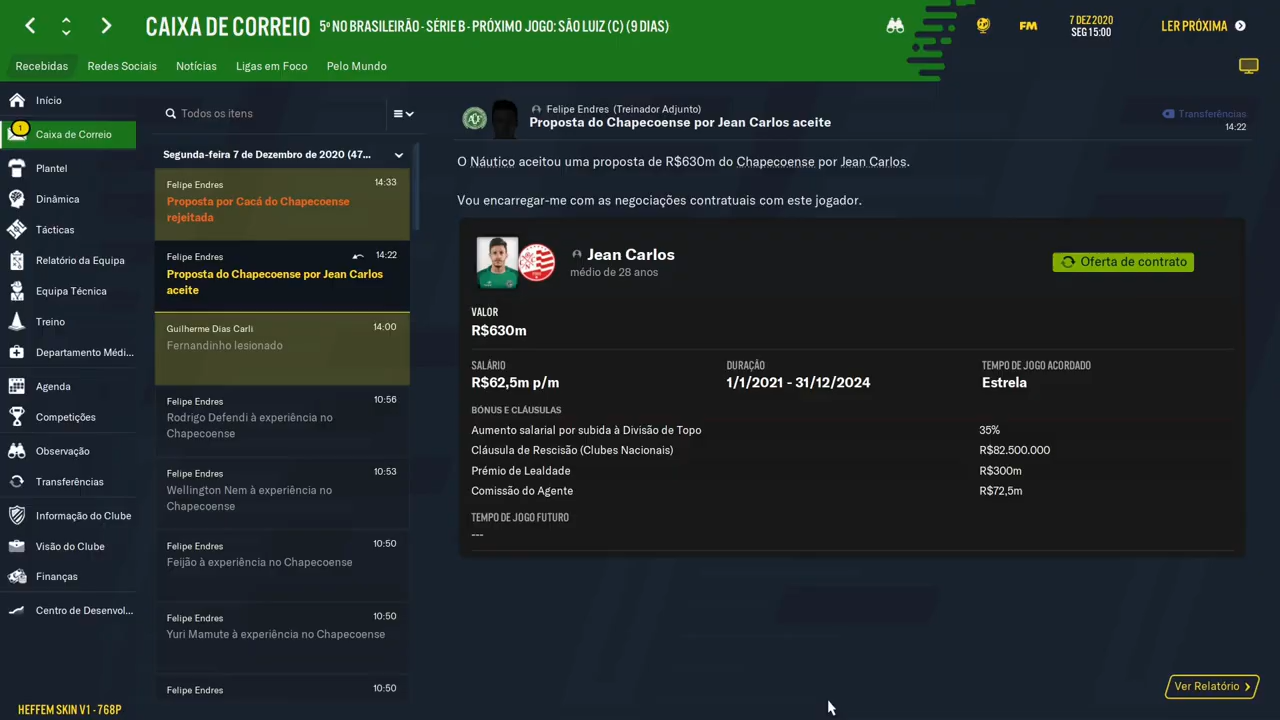 CAIXA DE CORREIO
5º NO BRASILEIRÃO - SÉRIE B - PRÓXIMO JOGO: SÃO LUIZ (C) (9 DIAS)
FM
7 DEZ 2020
SEG 15:00
LER PRÓXIMA
Recebidas
Redes Sociais
Notícias
Ligas em Foco
Pelo Mundo
Início
1
Caixa de Correio
Plantel
Dinâmica
Tácticas
Relatório da Equipa
Equipa Técnica
Treino
Departamento Médi...
Agenda
Competições
Observação
Transferências
Informação do Clube
Visão do Clube
Finanças
Centro de Desenvol...
HEFFEM SKIN V1 - 768P
Todos os itens
Segunda-feira 7 de Dezembro de 2020 (47...
Felipe Endres 14:33
Proposta por Cacá do Chapecoense
rejeitada
Felipe Endres 14:22
Proposta do Chapecoense por Jean Carlos
aceite
Guilherme Dias Carli 14:00
Fernandinho lesionado
Felipe Endres 10:56
Rodrigo Defendi à experiência no
Chapecoense
Felipe Endres 10:53
Wellington Nem à experiência no
Chapecoense
Felipe Endres 10:50
Feijão à experiência no Chapecoense
Felipe Endres 10:50
Yuri Mamute à experiência no Chapecoense
Felipe Endres 10:50
Felipe Endres (Treinador Adjunto)
Proposta do Chapecoense por Jean Carlos aceite
Transferências
14:22
O Náutico aceitou uma proposta de R$630m do Chapecoense por Jean Carlos.
Vou encarregar-me com as negociações contratuais com este jogador.
Jean Carlos
médio de 28 anos
Oferta de contrato
VALOR
R$630m
SALÁRIO DURAÇÃO TEMPO DE JOGO ACORDADO
R$62,5m p/m 1/1/2021 - 31/12/2024 Estrela
BÓNUS E CLÁUSULAS
Aumento salarial por subida à Divisão de Topo 35%
Cláusula de Rescisão (Clubes Nacionais) R$82.500.000
Prémio de Lealdade R$300m
Comissão do Agente R$72,5m
TEMPO DE JOGO FUTURO
---
Ver Relatório